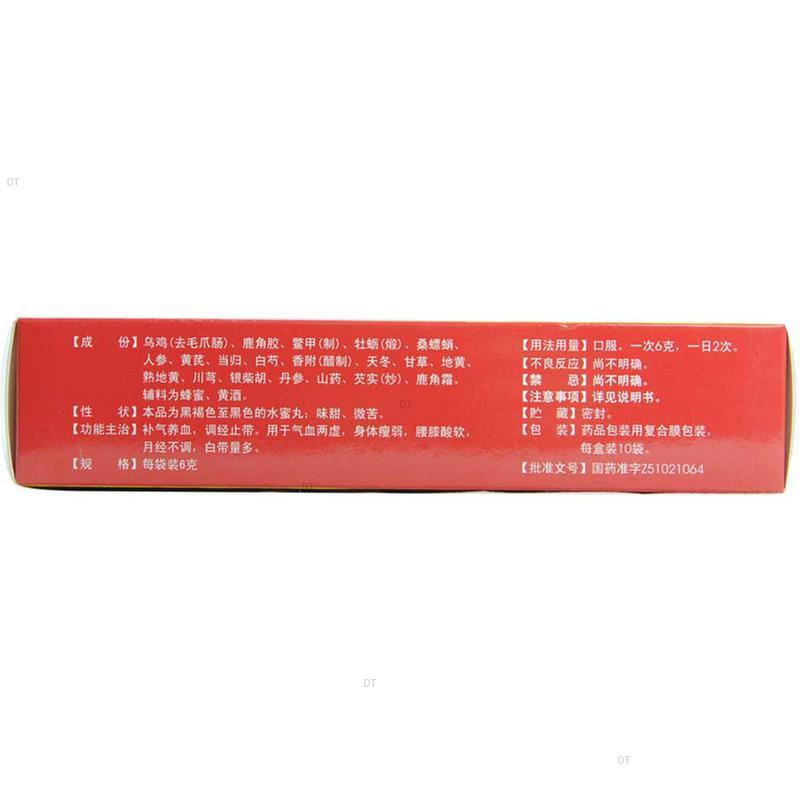 【成 份】乌鸡(去毛爪肠)、鹿角胶、鳖甲(制)、牡蛎(煅)、桑螵蛸、
人参、黄芪、当归、白芍、香附(醋制)、天冬、甘草、地黄、
熟地黄、川芎、银柴胡、丹参、山药、芡实(炒)、鹿角霜。
辅料为蜂蜜、黄酒。
【性 状】本品为黑褐色至黑色的水蜜丸；味甜、微苦。
【功能主治】补气养血，调经止带。用于气血两虚，身体瘦弱，腰膝酸软，
月经不调，白带量多。
【规 格】每袋装6克
【用法用量】口服。一次6克，一日2次。
【不良反应】尚不明确。
【禁 忌】尚不明确。
【注意事项】详见说明书。
【贮 藏】密封。
【包 装】药品包装用复合膜包装，
每盒装10袋。
【批准文号】国药准字Z51021064
DT
DT
DT
DT
DT